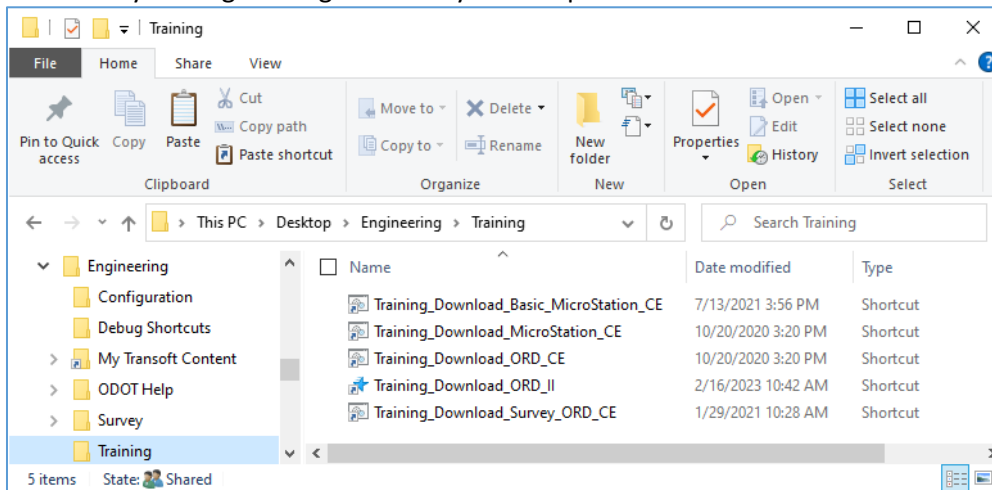 Training
File Home Share View
Pin to Quick access
Copy
Paste
Cut
Copy path
Paste shortcut
Clipboard
Move to
Copy to
Delete
Rename
Organize
New folder
New
Properties
Open
Edit
History
Open
Select all
Select none
Invert selection
Select
This PC > Desktop > Engineering > Training
Search Training
Engineering
Configuration
Debug Shortcuts
My Transoft Content
ODOT Help
Survey
Training
Name Date modified Type
Training_Download_Basic_MicroStation_CE 7/13/2021 3:56 PM Shortcut
Training_Download_MicroStation_CE 10/20/2020 3:20 PM Shortcut
Training_Download_ORD_CE 10/20/2020 3:20 PM Shortcut
Training_Download_ORD_II 2/16/2023 10:42 AM Shortcut
Training_Download_Survey_ORD_CE 1/29/2021 10:28 AM Shortcut
5 items State: Shared